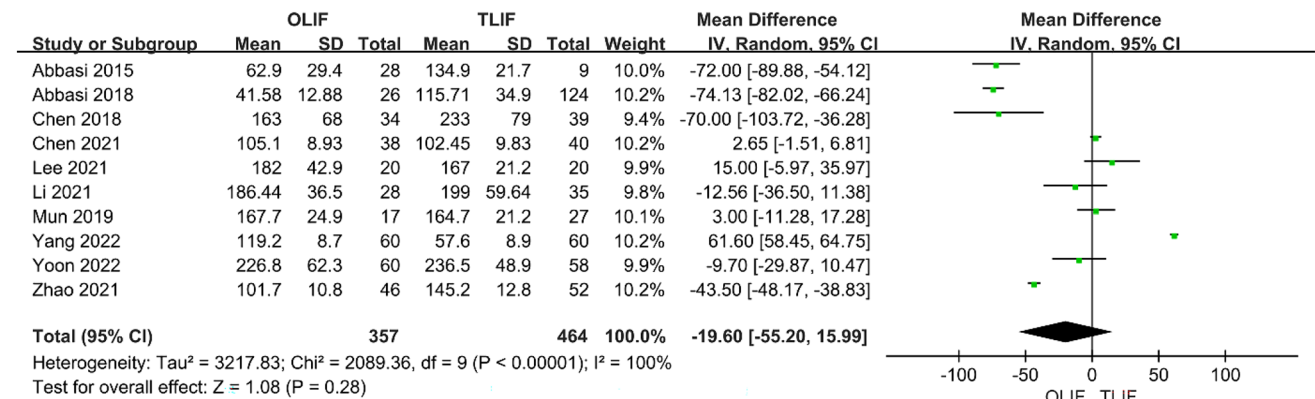 OLIF TLIF Mean Difference Mean Difference
Study or Subgroup Mean SD Total Mean SD Total Weight IV, Random, 95% CI IV, Random, 95% CI
Abbasi 2015 62.9 29.4 28 134.9 21.7 9 10.0% -72.00 [-89.88, -54.12]
Abbasi 2018 41.58 12.88 26 115.71 34.9 124 10.2% -74.13 [-82.02, -66.24]
Chen 2018 163 68 34 233 79 39 9.4% -70.00 [-103.72, -36.28]
Chen 2021 105.1 8.93 38 102.45 9.83 40 10.2% 2.65 [-1.51, 6.81]
Lee 2021 182 42.9 20 167 21.2 20 9.9% 15.00 [-5.97, 35.97]
Li 2021 186.44 36.5 28 199 59.64 35 9.8% -12.56 [-36.50, 11.38]
Mun 2019 167.7 24.9 17 164.7 21.2 27 10.1% 3.00 [-11.28, 17.28]
Yang 2022 119.2 8.7 60 57.6 8.9 60 10.2% 61.60 [58.45, 64.75]
Yoon 2022 226.8 62.3 60 236.5 48.9 58 9.9% -9.70 [-29.87, 10.47]
Zhao 2021 101.7 10.8 46 145.2 12.8 52 10.2% -43.50 [-48.17, -38.83]
Total (95% CI) 357 464 100.0% -19.60 [-55.20, 15.99]
Heterogeneity: Tau² = 3217.83; Chi² = 2089.36, df = 9 (P < 0.00001); I² = 100%
Test for overall effect: Z = 1.08 (P = 0.28)
-100 -50 0 50 100
OLIF TLIF